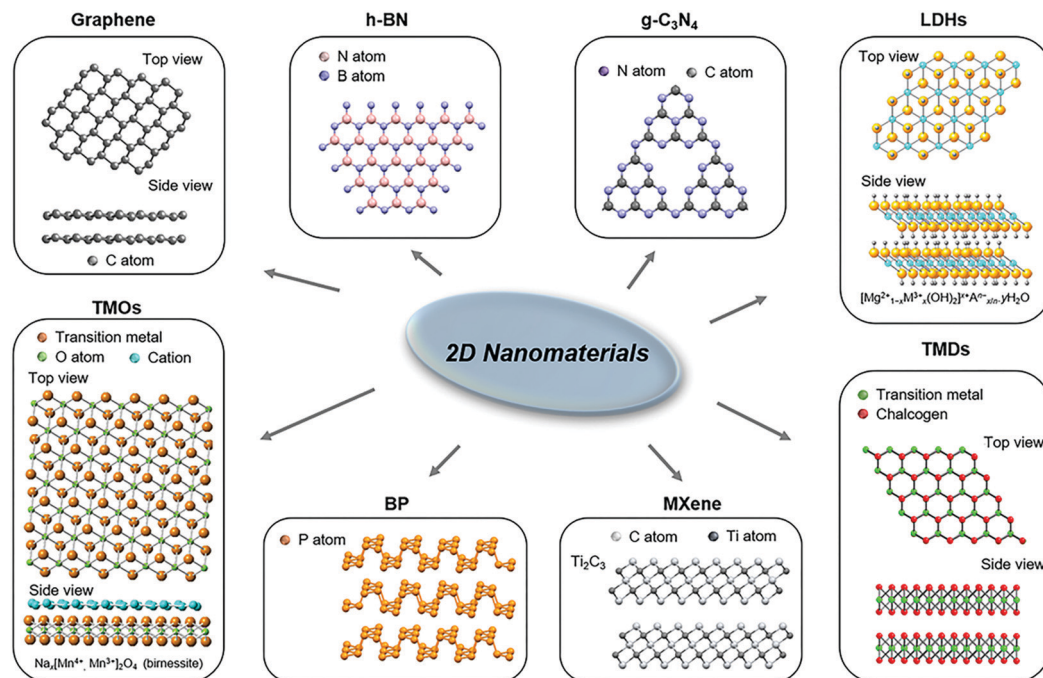 Graphene
Top view
Side view
C atom
h-BN
N atom
B atom
g-C₃N₄
N atom C atom
LDHs
Top view
Side view
[Mg²⁺₁₋ₓM³⁺ₓ(OH)₂]ˣ⁺Aⁿ⁻ₓ/ₙ.yH₂O
2D Nanomaterials
TMOs
Transition metal
O atom Cation
Top view
Side view
Naₓ[Mn⁴⁺, Mn³⁺]₂O₄ (birnessite)
BP
P atom
MXene
C atom Ti atom
Ti₂C₃
TMDs
Transition metal
Chalcogen
Top view
Side view